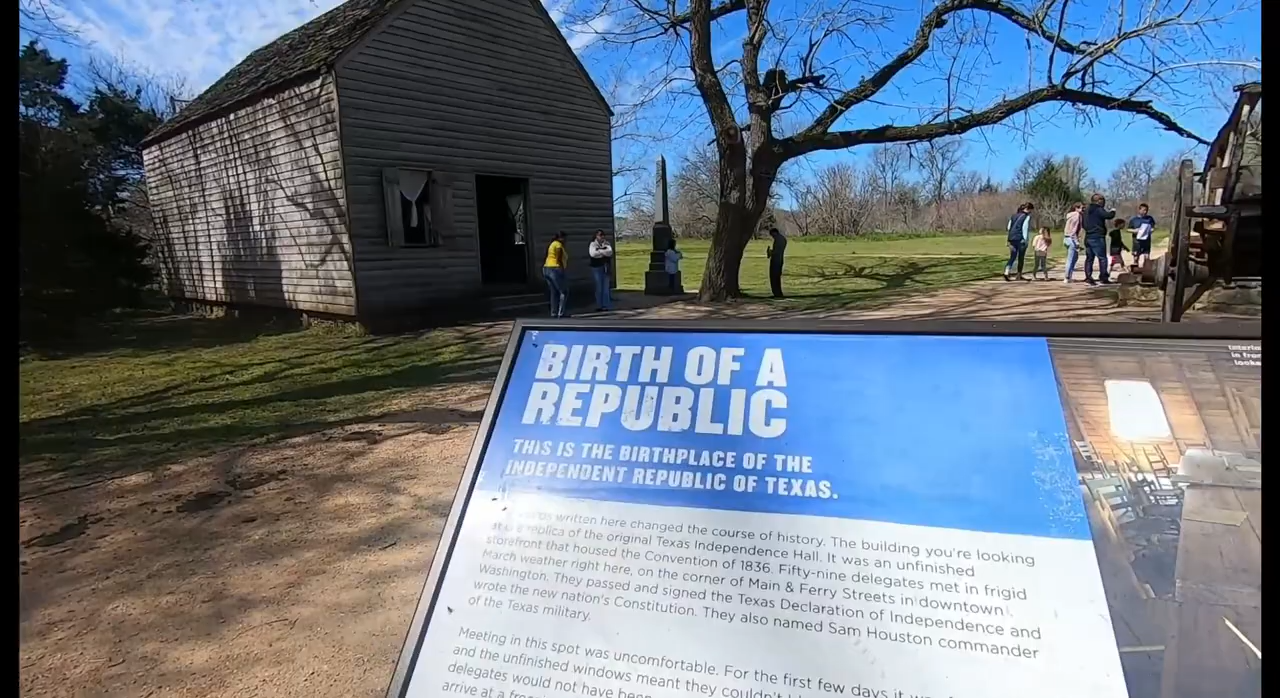 BIRTH OF A
REPUBLIC
THIS IS THE BIRTHPLACE OF THE
INDEPENDENT REPUBLIC OF TEXAS.
written here changed the course of history. The building you're looking
at is a replica of the original Texas Independence Hall. It was an unfinished
storefront that housed the Convention of 1836. Fifty-nine delegates met in frigid
March weather right here, on the corner of Main & Ferry Streets in downtown
Washington. They passed and signed the Texas Declaration of Independence and
wrote the new nation's Constitution. They also named Sam Houston commander
of the Texas military.
Meeting in this spot was uncomfortable. For the first few days it
and the unfinished windows meant they couldn't
delegates would not have
arrive at a